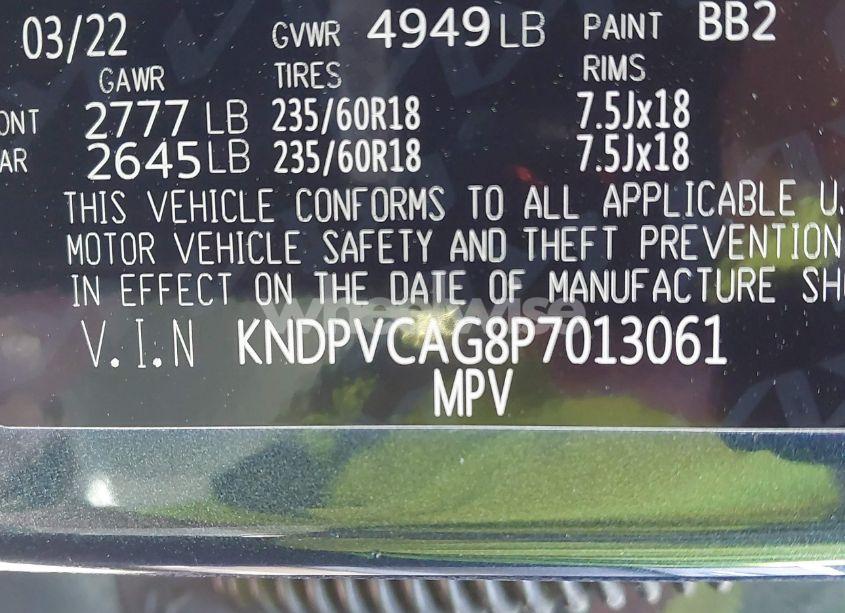 03/22 GVWR 4949 LB PAINT BB2
GAWR TIRES RIMS
ONT 2777 LB 235/60R18 7.5Jx18
AR 2645 LB 235/60R18 7.5Jx18
THIS VEHICLE CONFORMS TO ALL APPLICABLE U.
MOTOR VEHICLE SAFETY AND THEFT PREVENTION
IN EFFECT ON THE DATE OF MANUFACTURE SH
wheelwise
V.I.N KNDPVCAG8P7013061
MPV